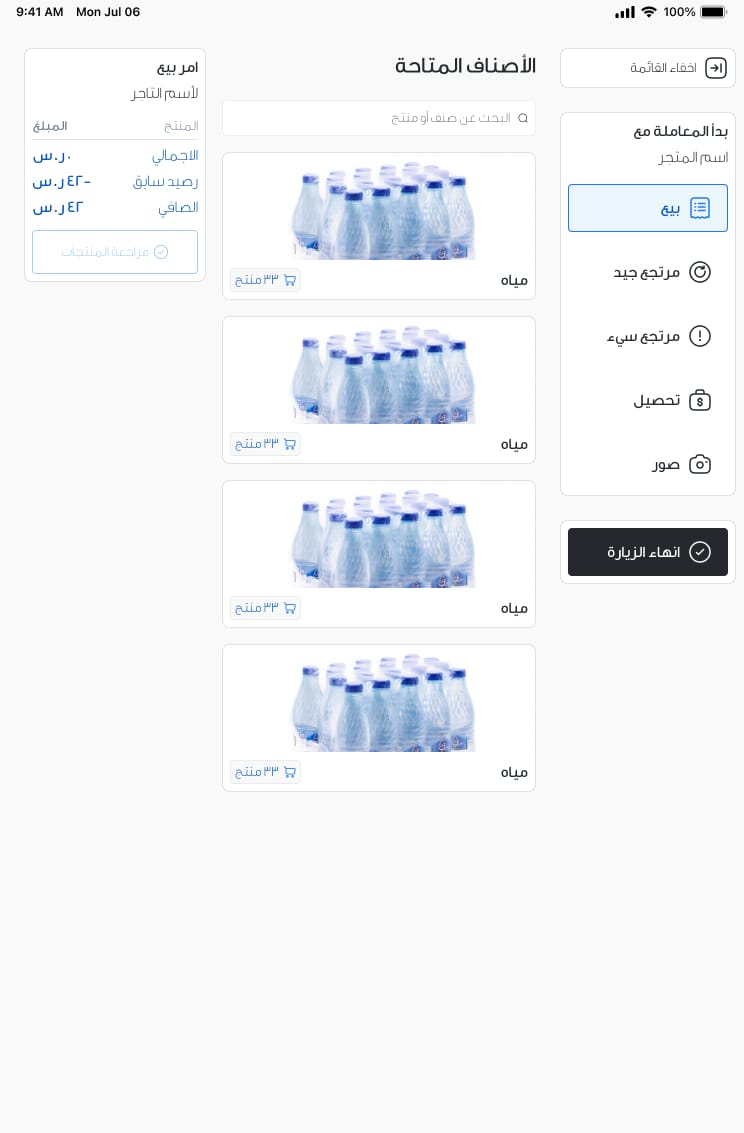 9:41 AM Mon Jul 06
100%
اخفاء القائمة
بدأ المعاملة مع
اسم المتجر
بيع
مرتجع جيد
مرتجع سيء
تحصيل
صور
انهاء الزيارة
الأصناف المتاحة
البحث عن صنف أو منتج
مياه
٣٣ منتج
مياه
٣٣ منتج
مياه
٣٣ منتج
مياه
٣٣ منتج
امر بيع
لأسم التاجر
المنتج المبلغ
الاجمالي ٠ر.س
رصيد سابق -٤٢ر.س
الصافي ٤٢ر.س
مراجعة المنتجات